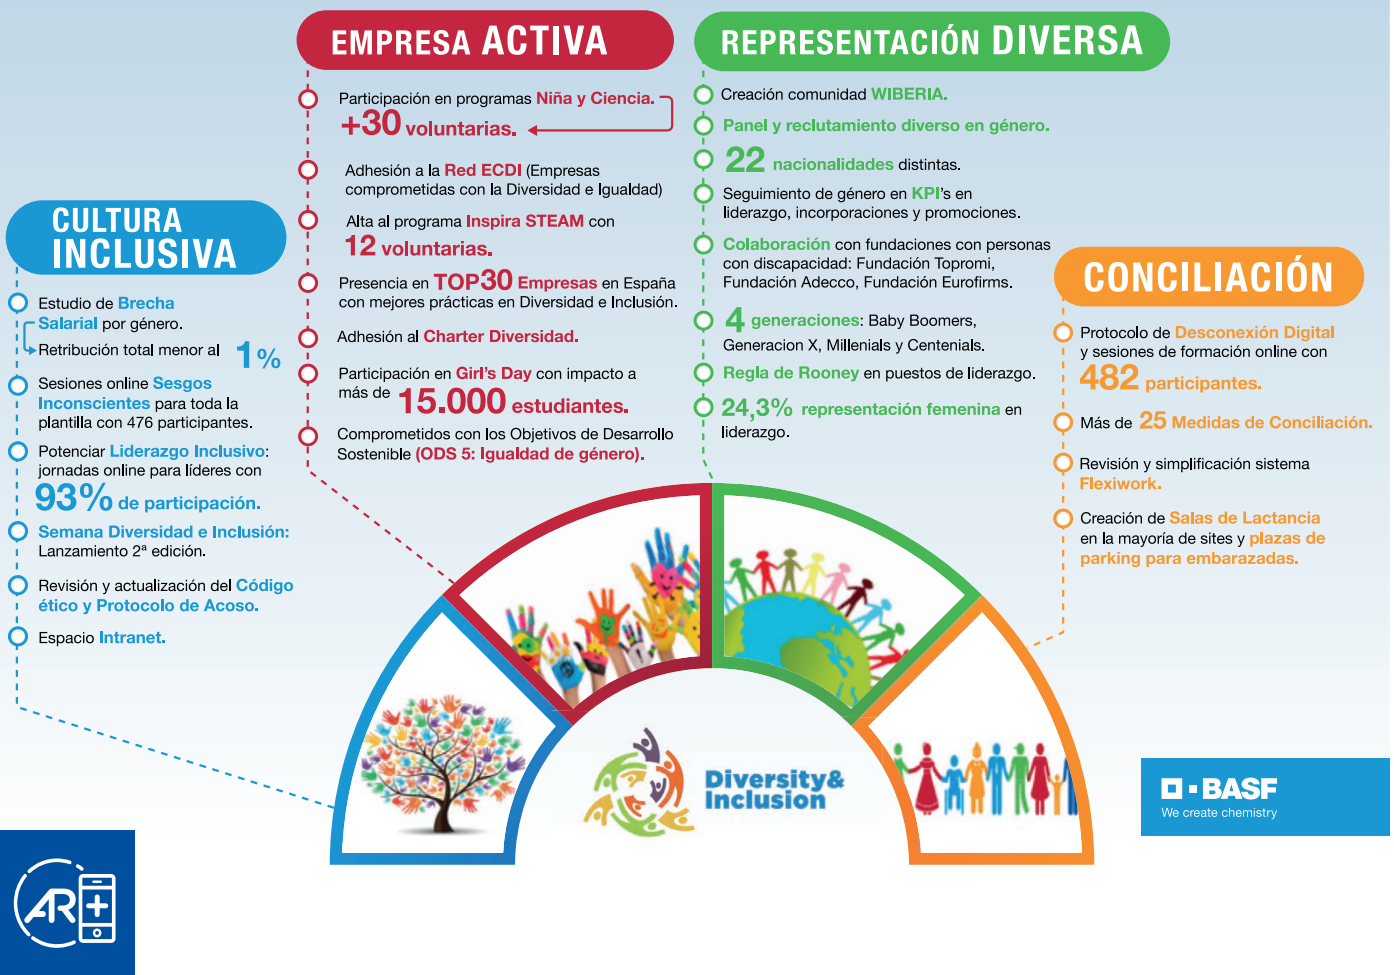 CULTURA
INCLUSIVA
Estudio de Brecha
Salarial por género.
Retribución total menor al 1%
Sesiones online Sesgos
Inconscientes para toda la
plantilla con 476 participantes.
Potenciar Liderazgo Inclusivo:
jornadas online para líderes con
93% de participación.
Semana Diversidad e Inclusión:
Lanzamiento 2ª edición.
Revisión y actualización del Código
ético y Protocolo de Acoso.
Espacio Intranet.
EMPRESA ACTIVA
Participación en programas Niña y Ciencia.
+30 voluntarias.
Adhesión a la Red ECDI (Empresas
comprometidas con la Diversidad e Igualdad)
Alta al programa Inspira STEAM con
12 voluntarias.
Presencia en TOP30 Empresas en España
con mejores prácticas en Diversidad e Inclusión.
Adhesión al Charter Diversidad.
Participación en Girl's Day con impacto a
más de 15.000 estudiantes.
Comprometidos con los Objetivos de Desarrollo
Sostenible (ODS 5: Igualdad de género).
REPRESENTACIÓN DIVERSA
Creación comunidad WIBERIA.
Panel y reclutamiento diverso en género.
22 nacionalidades distintas.
Seguimiento de género en KPI's en
liderazgo, incorporaciones y promociones.
Colaboración con fundaciones con personas
con discapacidad: Fundación Topromi,
Fundación Adecco, Fundación Eurofirms.
4 generaciones: Baby Boomers,
Generacion X, Millenials y Centenials.
Regla de Rooney en puestos de liderazgo.
24,3% representación femenina en
liderazgo.
CONCILIACIÓN
Protocolo de Desconexión Digital
y sesiones de formación online con
482 participantes.
Más de 25 Medidas de Conciliación.
Revisión y simplificación sistema
Flexiwork.
Creación de Salas de Lactancia
en la mayoría de sites y plazas de
parking para embarazadas.
Diversity&
Inclusion
BASF
We create chemistry
AR+